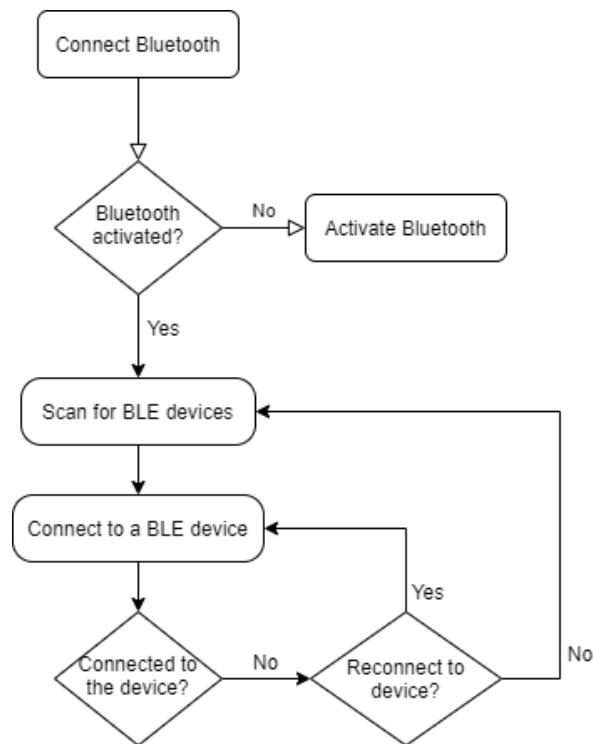 Connect Bluetooth
Bluetooth
activated?
No
Activate Bluetooth
Yes
Scan for BLE devices
Connect to a BLE device
Yes
Connected to
the device?
No
Reconnect to
device?
No